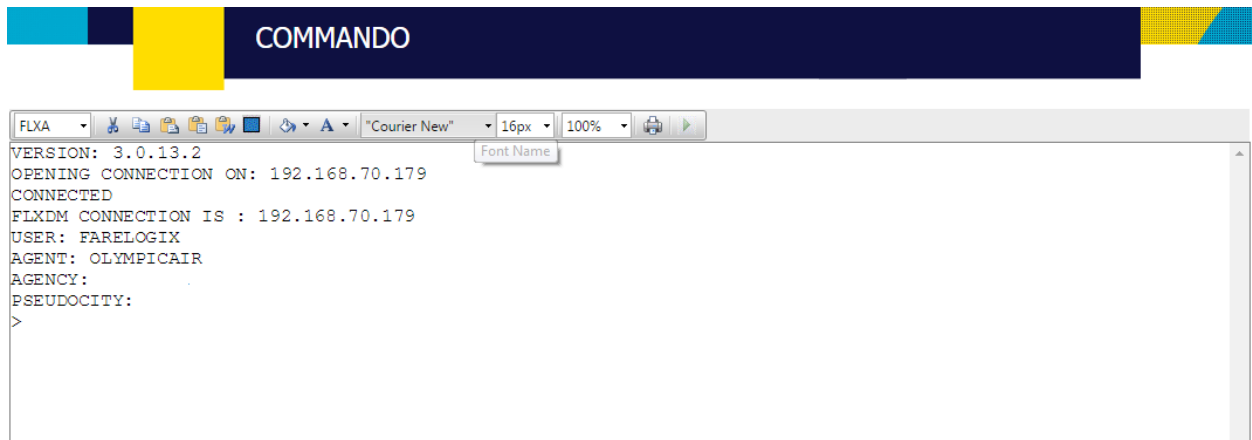 COMMANDO
FLXA "Courier New" 16px 100%
Font Name
VERSION: 3.0.13.2
OPENING CONNECTION ON: 192.168.70.179
CONNECTED
FLXDM CONNECTION IS : 192.168.70.179
USER: FARELOGIX
AGENT: OLYMPICAIR
AGENCY:
PSEUDOCITY:
>